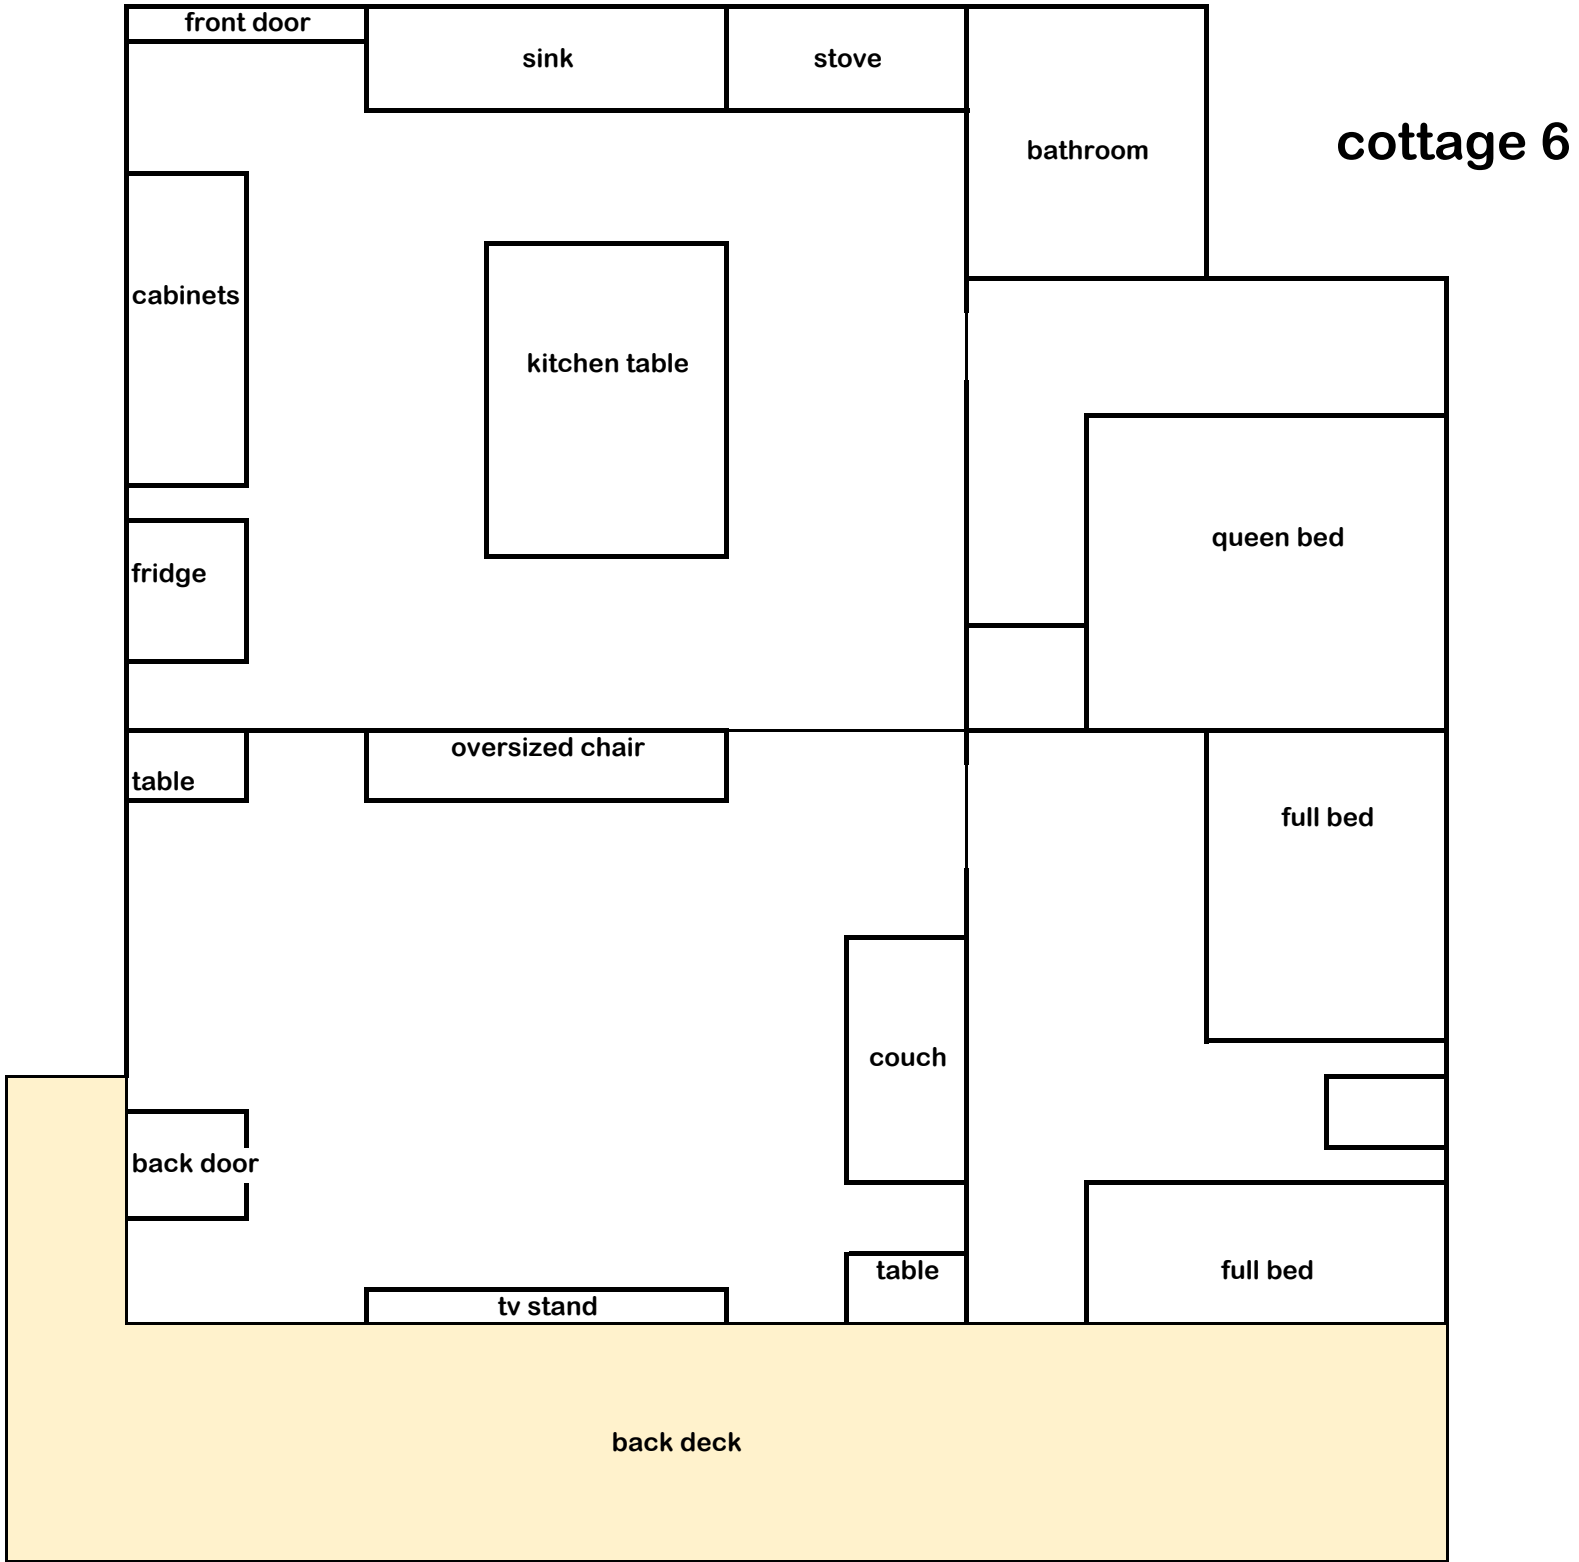 front door
sink
stove
bathroom
cottage 6
cabinets
kitchen table
queen bed
fridge
oversized chair
table
full bed
couch
back door
table
full bed
tv stand
back deck